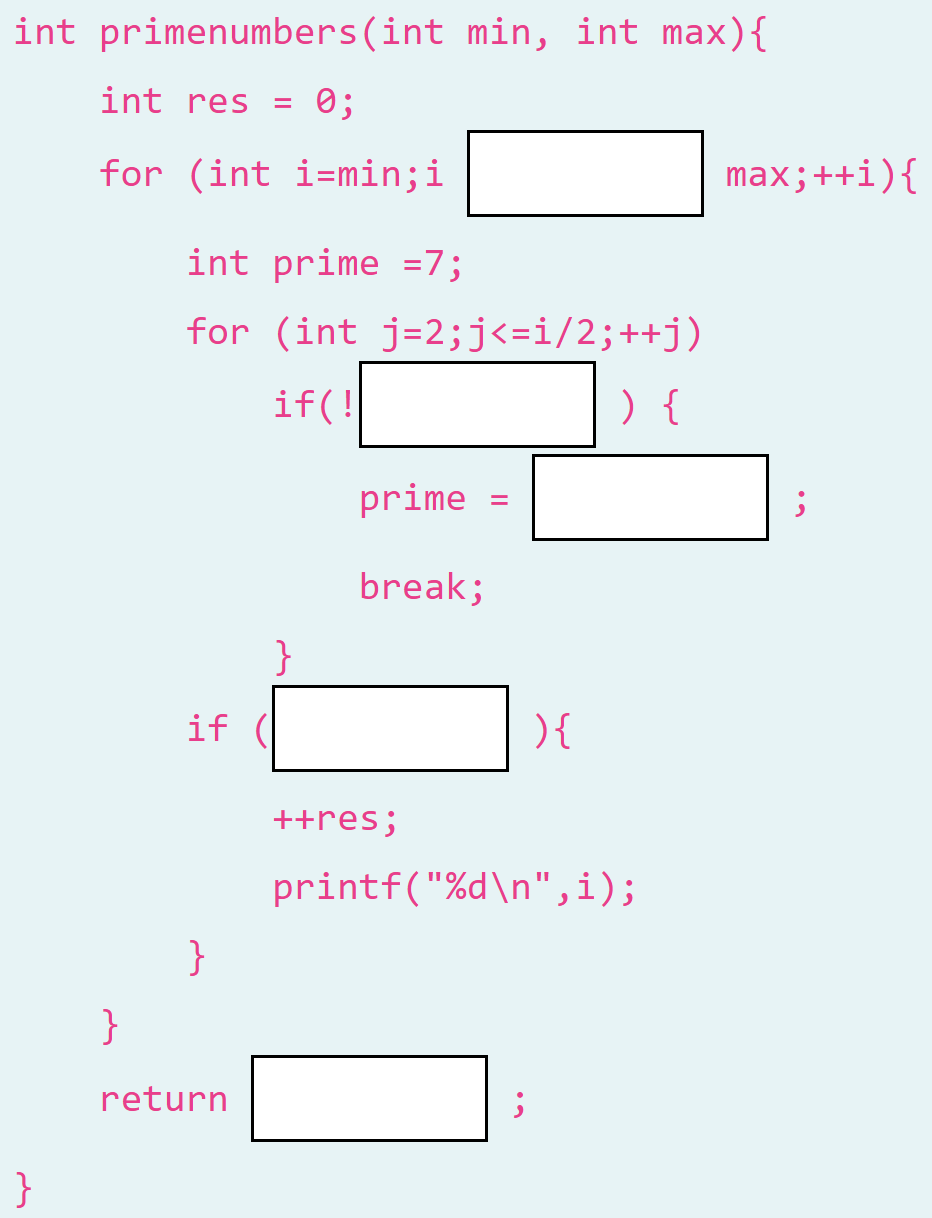 int primenumbers(int min, int max){
int res = 0;
for (int i=min;i max;++i){
int prime =7;
for (int j=2;j<=i/2;++j)
if(! ) {
prime = ;
break;
}
if ( ){
++res;
printf("%d\n",i);
}
}
return ;
}